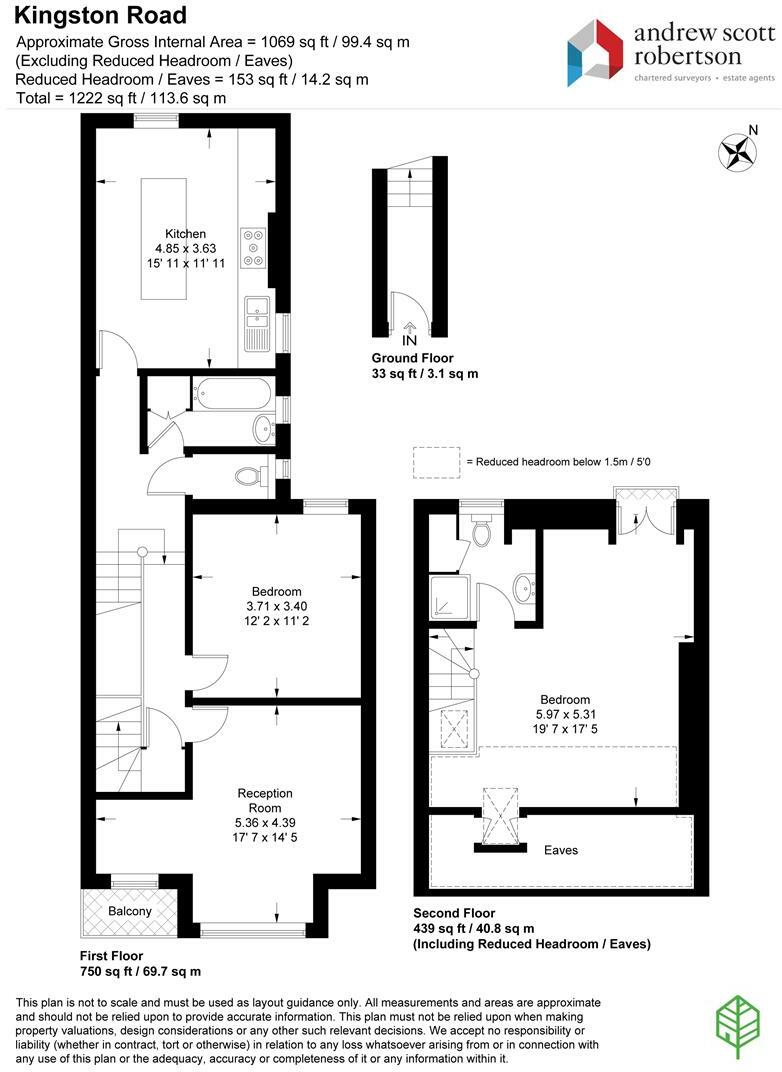 Kingston Road
Approximate Gross Internal Area = 1069 sq ft / 99.4 sq m
(Excluding Reduced Headroom / Eaves)
Reduced Headroom / Eaves = 153 sq ft / 14.2 sq m
Total = 1222 sq ft / 113.6 sq m
andrew scott
robertson
chartered surveyors • estate agents
N
Kitchen
4.85 x 3.63
15' 11 x 11' 11
IN
Ground Floor
33 sq ft / 3.1 sq m
= Reduced headroom below 1.5m / 5'0
Bedroom
3.71 x 3.40
12' 2 x 11' 2
Bedroom
5.97 x 5.31
19' 7 x 17' 5
Reception
Room
5.36 x 4.39
17' 7 x 14' 5
Eaves
Balcony
First Floor
750 sq ft / 69.7 sq m
Second Floor
439 sq ft / 40.8 sq m
(Including Reduced Headroom / Eaves)
This plan is not to scale and must be used as layout guidance only. All measurements and areas are approximate
and should not be relied upon to provide accurate information. This plan must not be relied upon when making
property valuations, design considerations or any other such relevant decisions. We accept no responsibility or
liability (whether in contract, tort or otherwise) in relation to any loss whatsoever arising from or in connection with
any use of this plan or the adequacy, accuracy or completeness of it or any information within it.